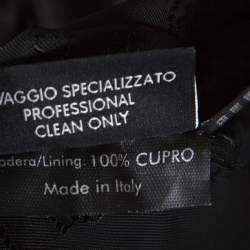 VAGGIO SPECIALIZZATO
PROFESSIONAL
CLEAN ONLY
odera/Lining: 100% CUPRO
Made in Italy